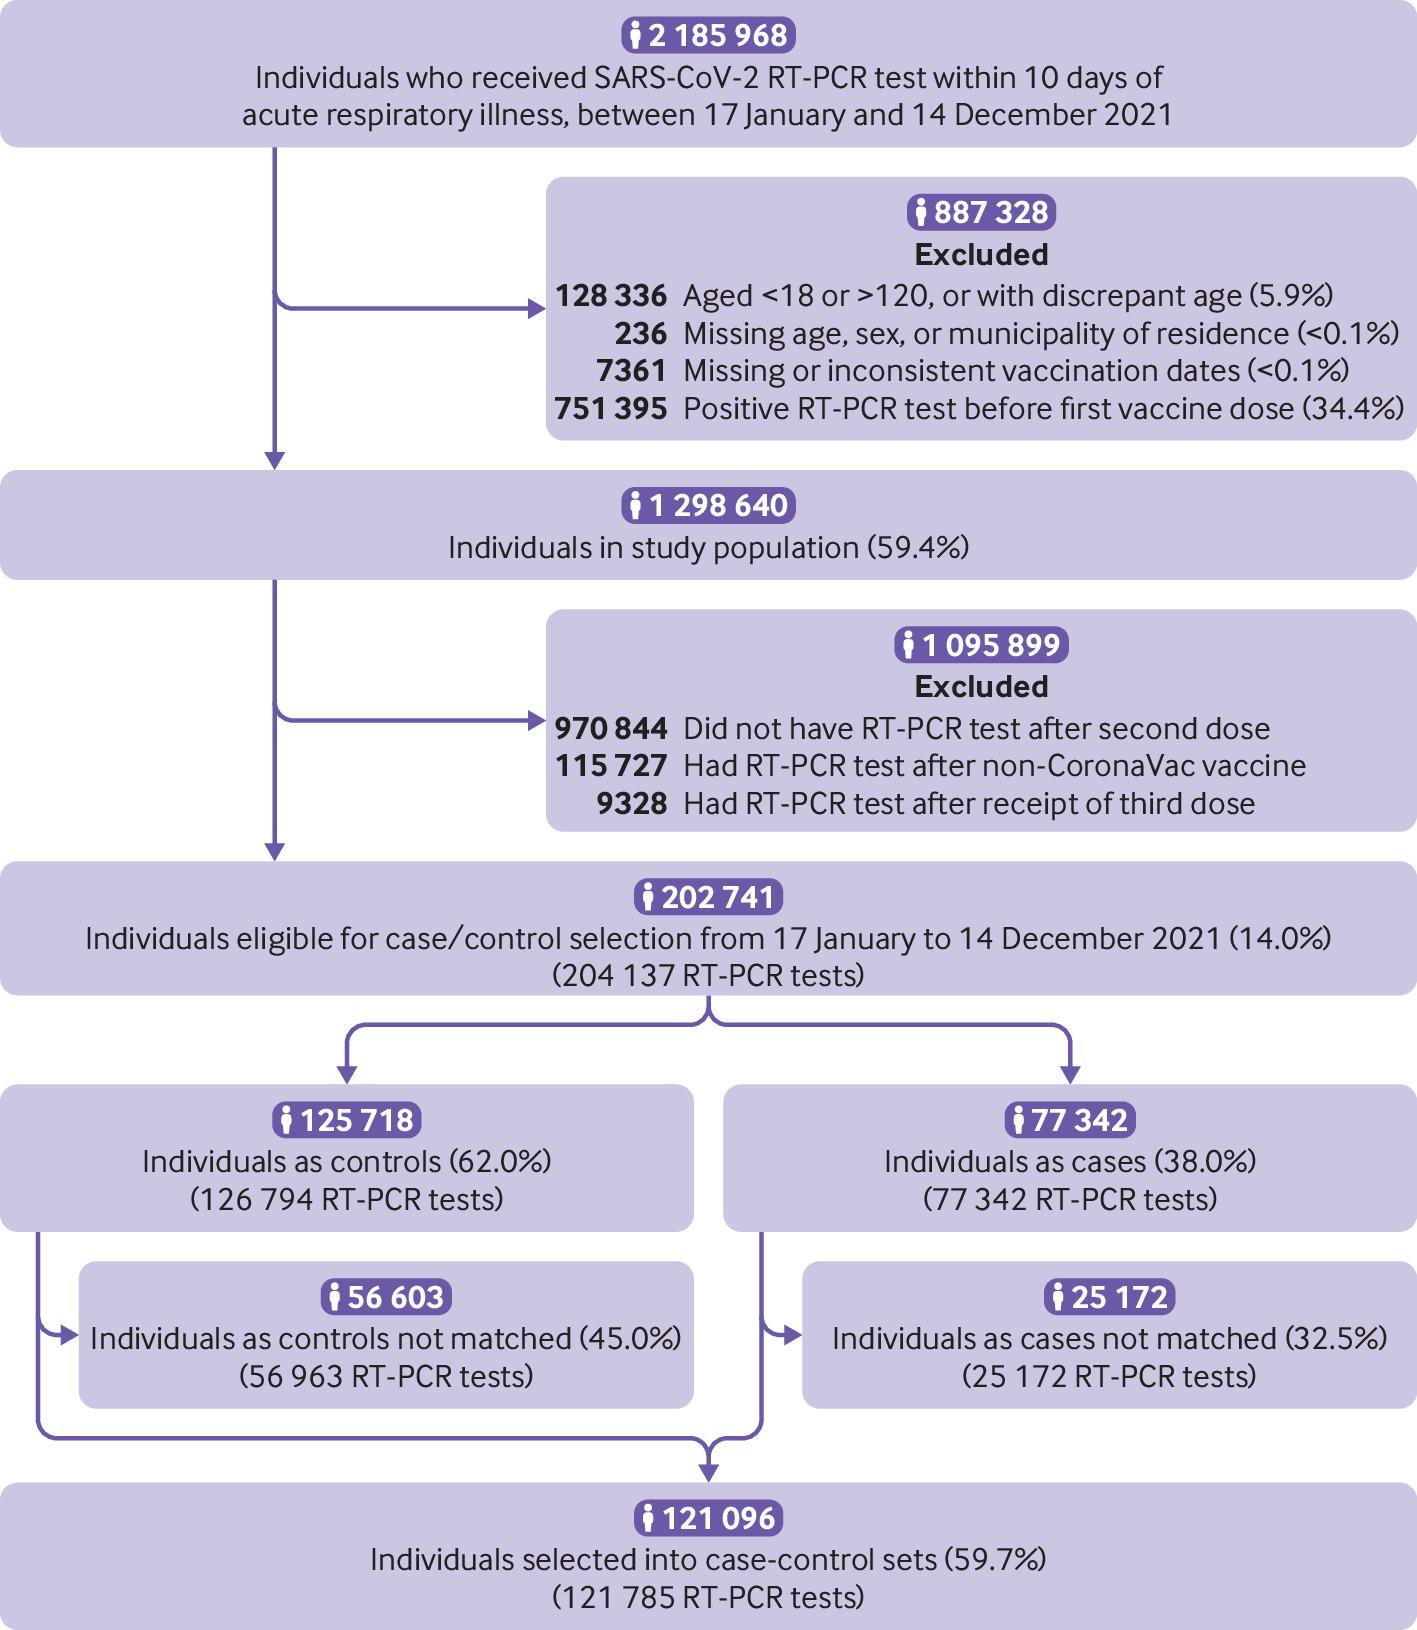 2 185 968
Individuals who received SARS-CoV-2 RT-PCR test within 10 days of
acute respiratory illness, between 17 January and 14 December 2021
887 328
Excluded
128 336 Aged <18 or >120, or with discrepant age (5.9%)
236 Missing age, sex, or municipality of residence (<0.1%)
7361 Missing or inconsistent vaccination dates (<0.1%)
751 395 Positive RT-PCR test before first vaccine dose (34.4%)
1 298 640
Individuals in study population (59.4%)
1 095 899
Excluded
970 844 Did not have RT-PCR test after second dose
115 727 Had RT-PCR test after non-CoronaVac vaccine
9328 Had RT-PCR test after receipt of third dose
202 741
Individuals eligible for case/control selection from 17 January to 14 December 2021 (14.0%)
(204 137 RT-PCR tests)
125 718
Individuals as controls (62.0%)
(126 794 RT-PCR tests)
77 342
Individuals as cases (38.0%)
(77 342 RT-PCR tests)
56 603
Individuals as controls not matched (45.0%)
(56 963 RT-PCR tests)
25 172
Individuals as cases not matched (32.5%)
(25 172 RT-PCR tests)
121 096
Individuals selected into case-control sets (59.7%)
(121 785 RT-PCR tests)